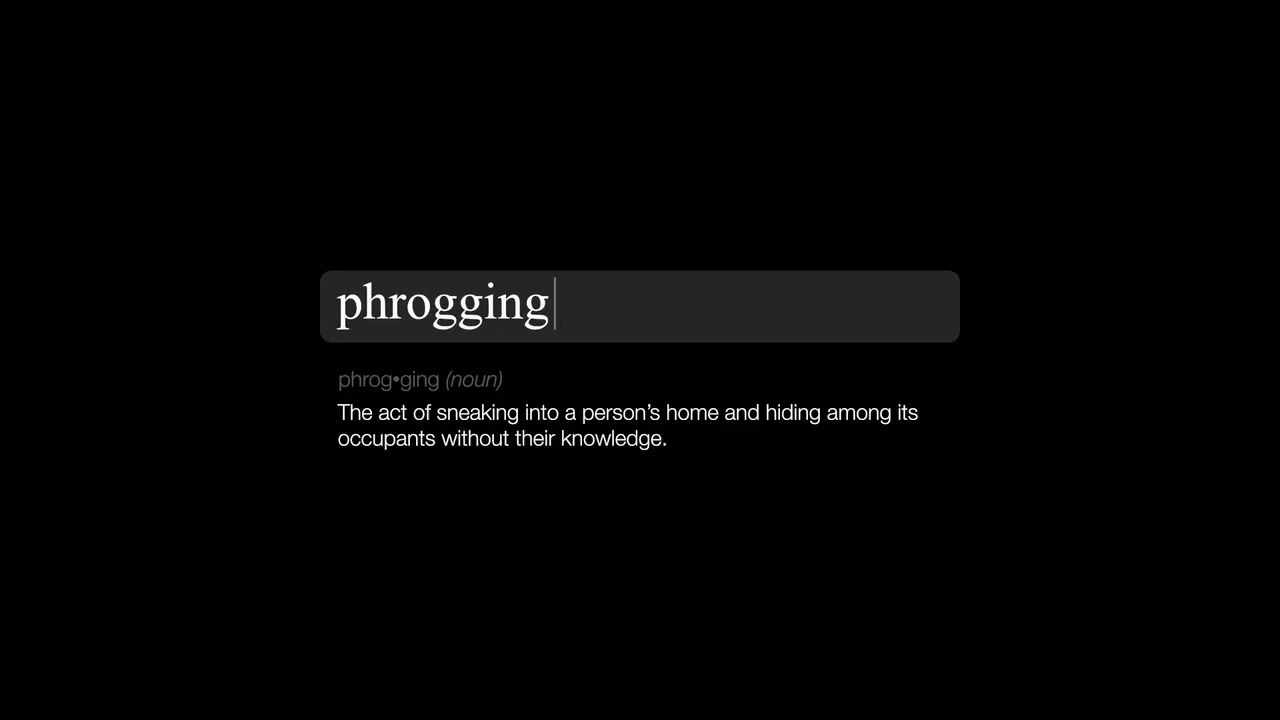 phrogging
phrog•ging (noun)
The act of sneaking into a person’s home and hiding among its
occupants without their knowledge.